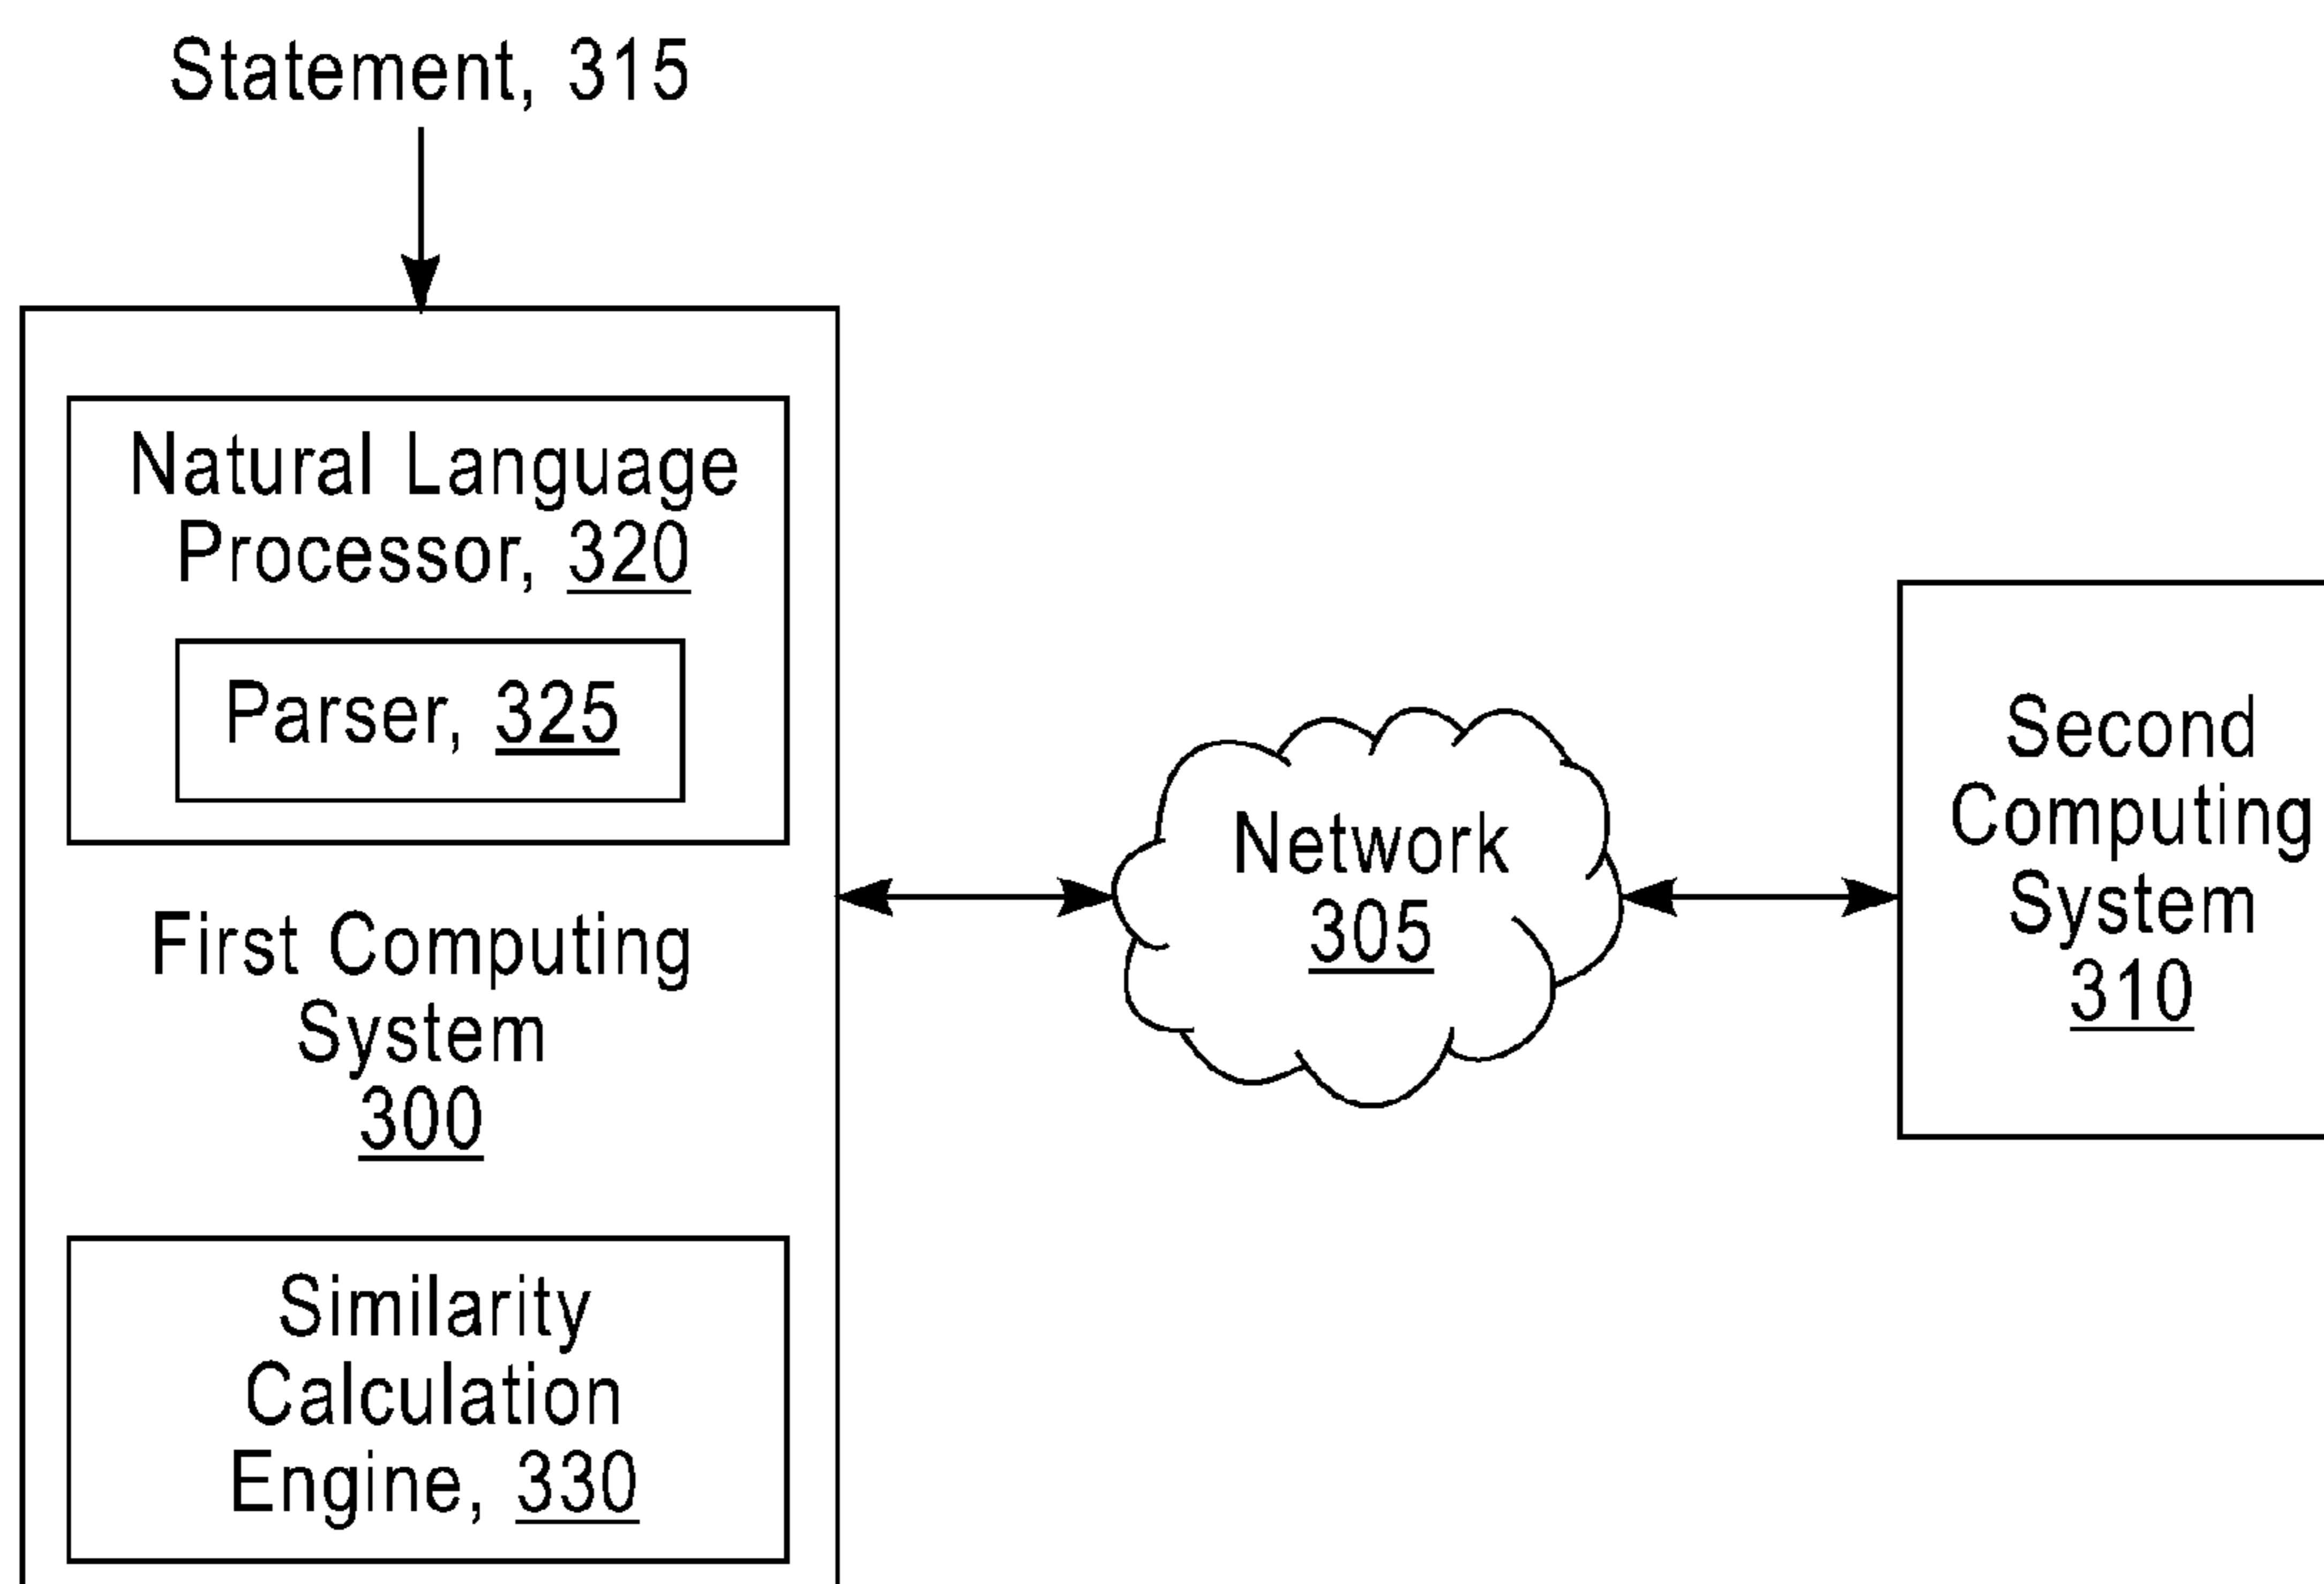 Statement, 315
Natural Language
Processor, 320
Parser, 325
First Computing
System
300
Similarity
Calculation
Engine, 330
Network
305
Second
Computing
System
310